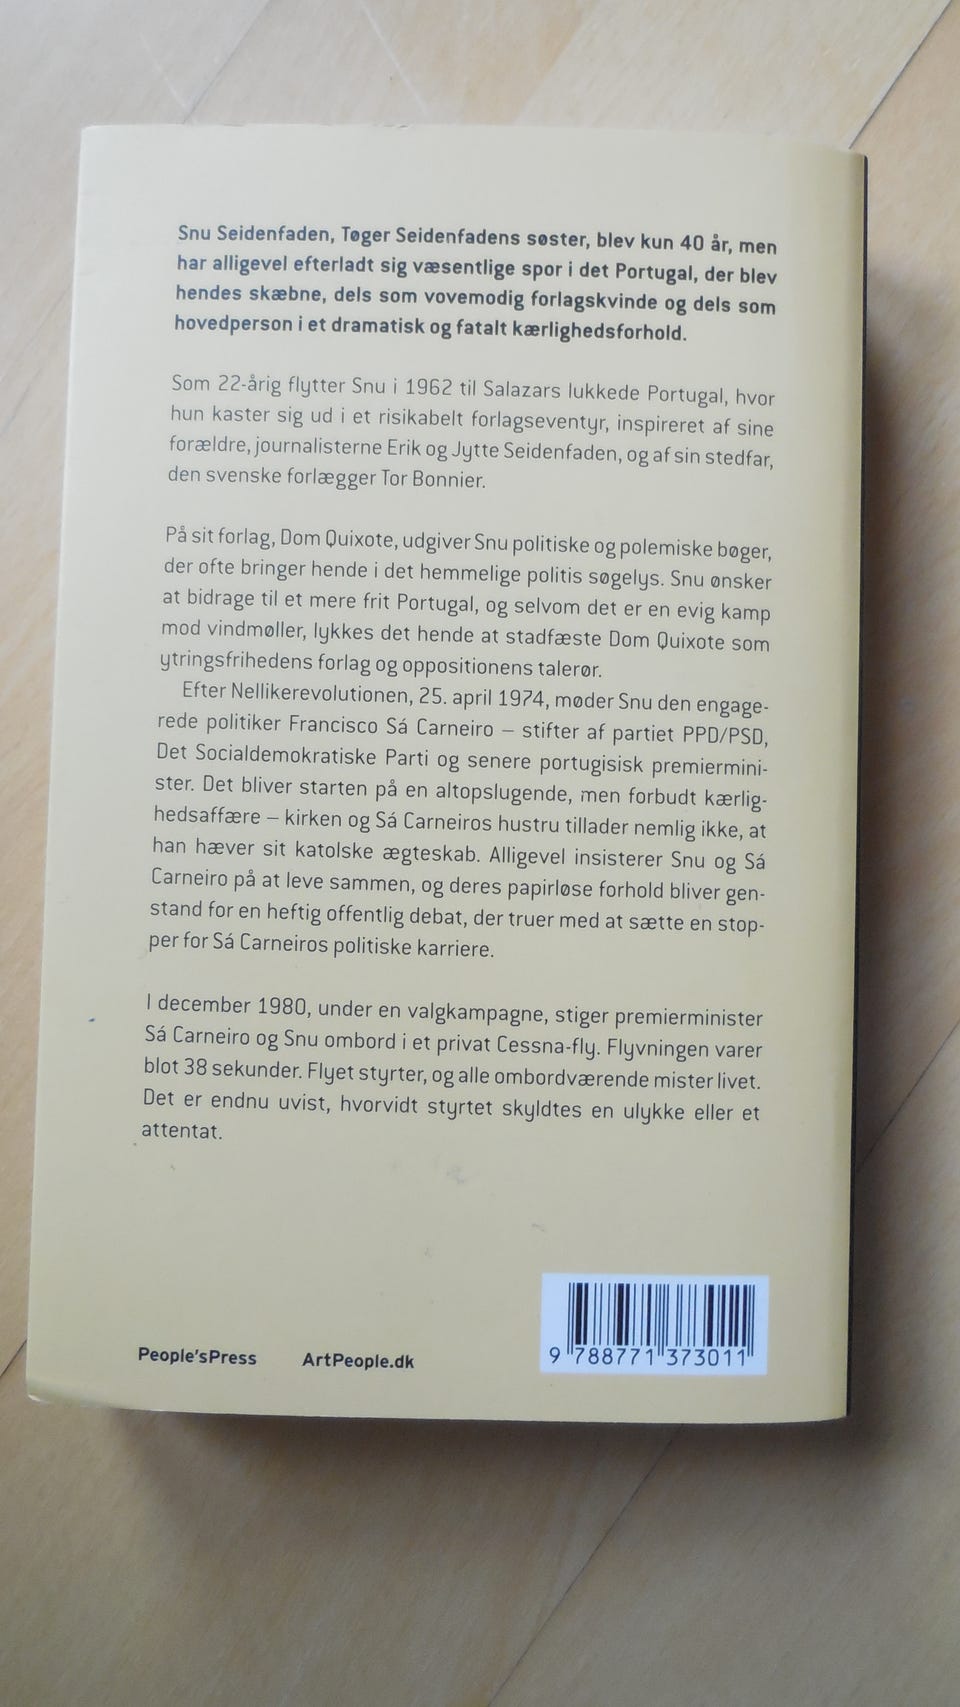 Snu Seidenfaden, Tøger Seidenfadens søster, blev kun 40 år, men
har alligevel efterladt sig væsentlige spor i det Portugal, der blev
hendes skæbne, dels som vovemodig forlagskvinde og dels som
hovedperson i et dramatisk og fatalt kærlighedsforhold.
Som 22-årig flytter Snu i 1962 til Salazars lukkede Portugal, hvor
hun kaster sig ud i et risikabelt forlagseventyr, inspireret af sine
forældre, journalisterne Erik og Jytte Seidenfaden, og af sin stedfar,
den svenske forlægger Tor Bonnier.
På sit forlag, Dom Quixote, udgiver Snu politiske og polemiske bøger,
der ofte bringer hende i det hemmelige politis søgelys. Snu ønsker
at bidrage til et mere frit Portugal, og selvom det er en evig kamp
mod vindmøller, lykkes det hende at stadfæste Dom Quixote som
ytringsfrihedens forlag og oppositionens talerør.
Efter Nellikerevolutionen, 25. april 1974, møder Snu den engage-
rede politiker Francisco Sá Carneiro – stifter af partiet PPD/PSD,
Det Socialdemokratiske Parti og senere portugisisk premiermini-
ster. Det bliver starten på en altopslugende, men forbudt kærlig-
hedsaffære – kirken og Sá Carneiros hustru tillader nemlig ikke, at
han hæver sit katolske ægteskab. Alligevel insisterer Snu og Sá
Carneiro på at leve sammen, og deres papirløse forhold bliver gen-
stand for en heftig offentlig debat, der truer med at sætte en stop-
per for Sá Carneiros politiske karriere.
I december 1980, under en valgkampagne, stiger premierminister
Sá Carneiro og Snu ombord i et privat Cessna-fly. Flyvningen varer
blot 38 sekunder. Flyet styrter, og alle ombordværende mister livet.
Det er endnu uvist, hvorvidt styrtet skyldtes en ulykke eller et
attentat.
People'sPress ArtPeople.dk
9 788771 373011